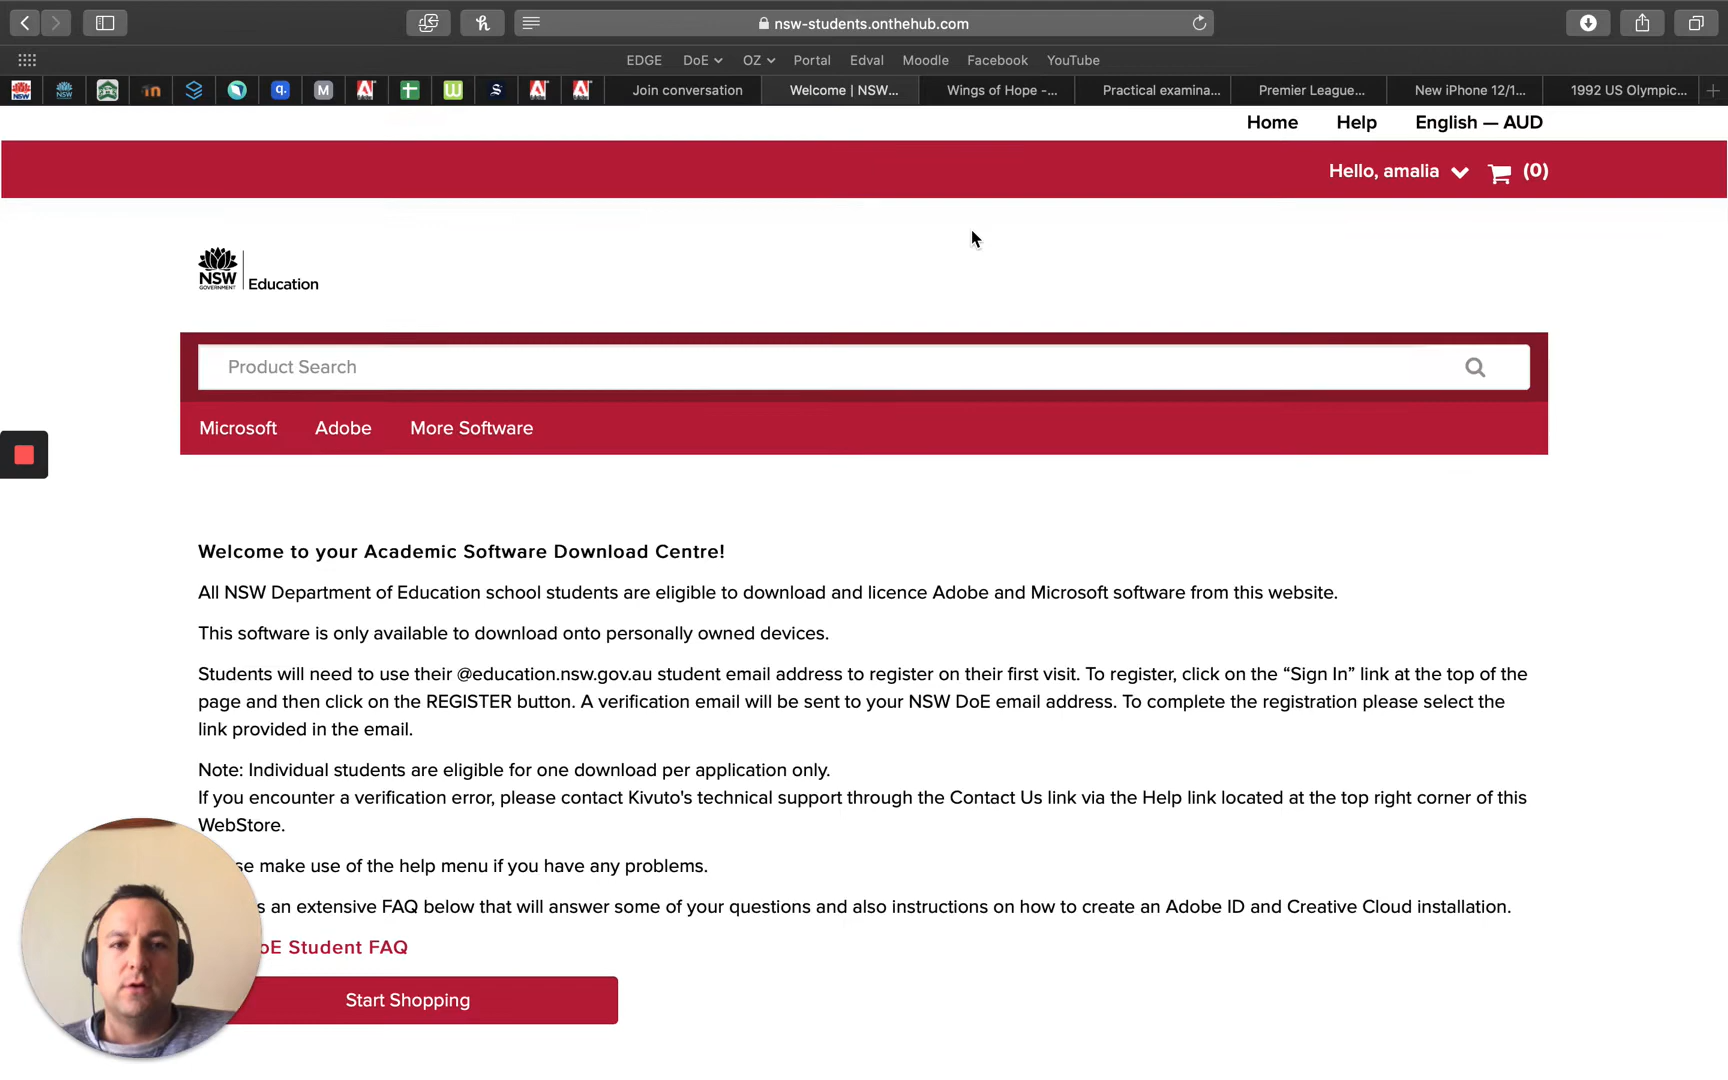 nsw-students.onthehub.com
EDGE DoE OZ Portal Edval Moodle Facebook YouTube
Join conversation Welcome | NSW... Wings of Hope -... Practical examina... Premier League... New iPhone 12/1... 1992 US Olympic...
Home Help English — AUD
Hello, amalia (0)
NSW GOVERNMENT Education
Product Search
Microsoft Adobe More Software
Welcome to your Academic Software Download Centre!
All NSW Department of Education school students are eligible to download and licence Adobe and Microsoft software from this website.
This software is only available to download onto personally owned devices.
Students will need to use their @education.nsw.gov.au student email address to register on their first visit. To register, click on the “Sign In” link at the top of the
page and then click on the REGISTER button. A verification email will be sent to your NSW DoE email address. To complete the registration please select the
link provided in the email.
Note: Individual students are eligible for one download per application only.
If you encounter a verification error, please contact Kivuto's technical support through the Contact Us link via the Help link located at the top right corner of this
WebStore.
se make use of the help menu if you have any problems.
s an extensive FAQ below that will answer some of your questions and also instructions on how to create an Adobe ID and Creative Cloud installation.
oE Student FAQ
Start Shopping